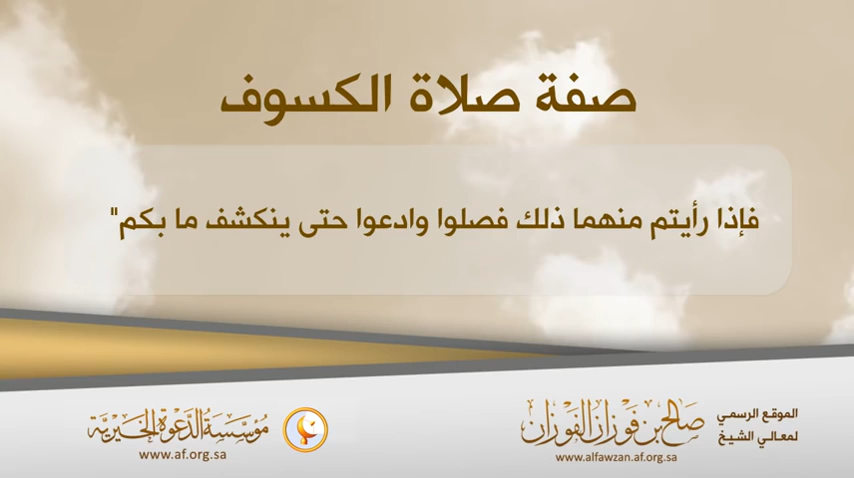 صفة صلاة الكسوف
فإذا رأيتم منهما ذلك فصلوا وادعوا حتى ينكشف ما بكم"
الموقع الرسمي
لمعالي الشيخ
صالح بن فوزان الفوزان
www.alfawzan.af.org.sa
مؤسسة الدعوة الخيرية
www.af.org.sa